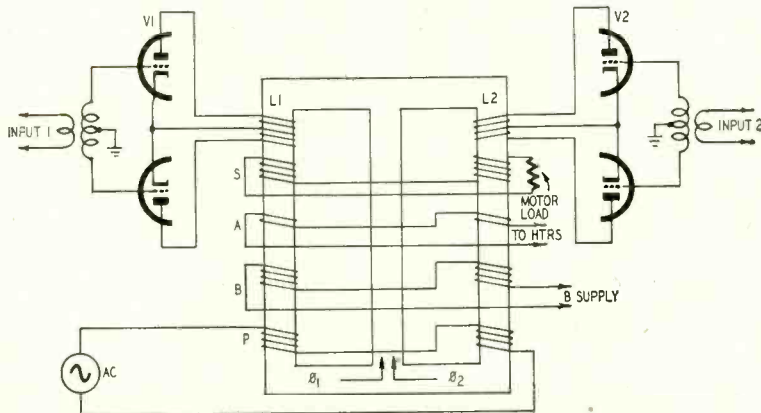 V1
V2
L1
L2
INPUT 1
INPUT 2
S
MOTOR
LOAD
A
TO HTRS
B
B SUPPLY
P
AC
Ø1
Ø2